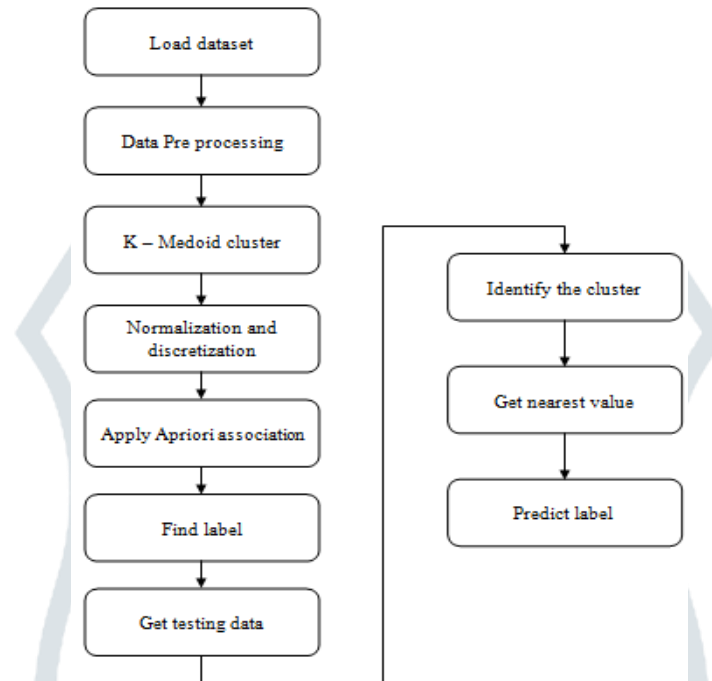 Load dataset
Data Pre processing
K – Medoid cluster
Normalization and
discretization
Apply Apriori association
Find label
Get testing data
Identify the cluster
Get nearest value
Predict label